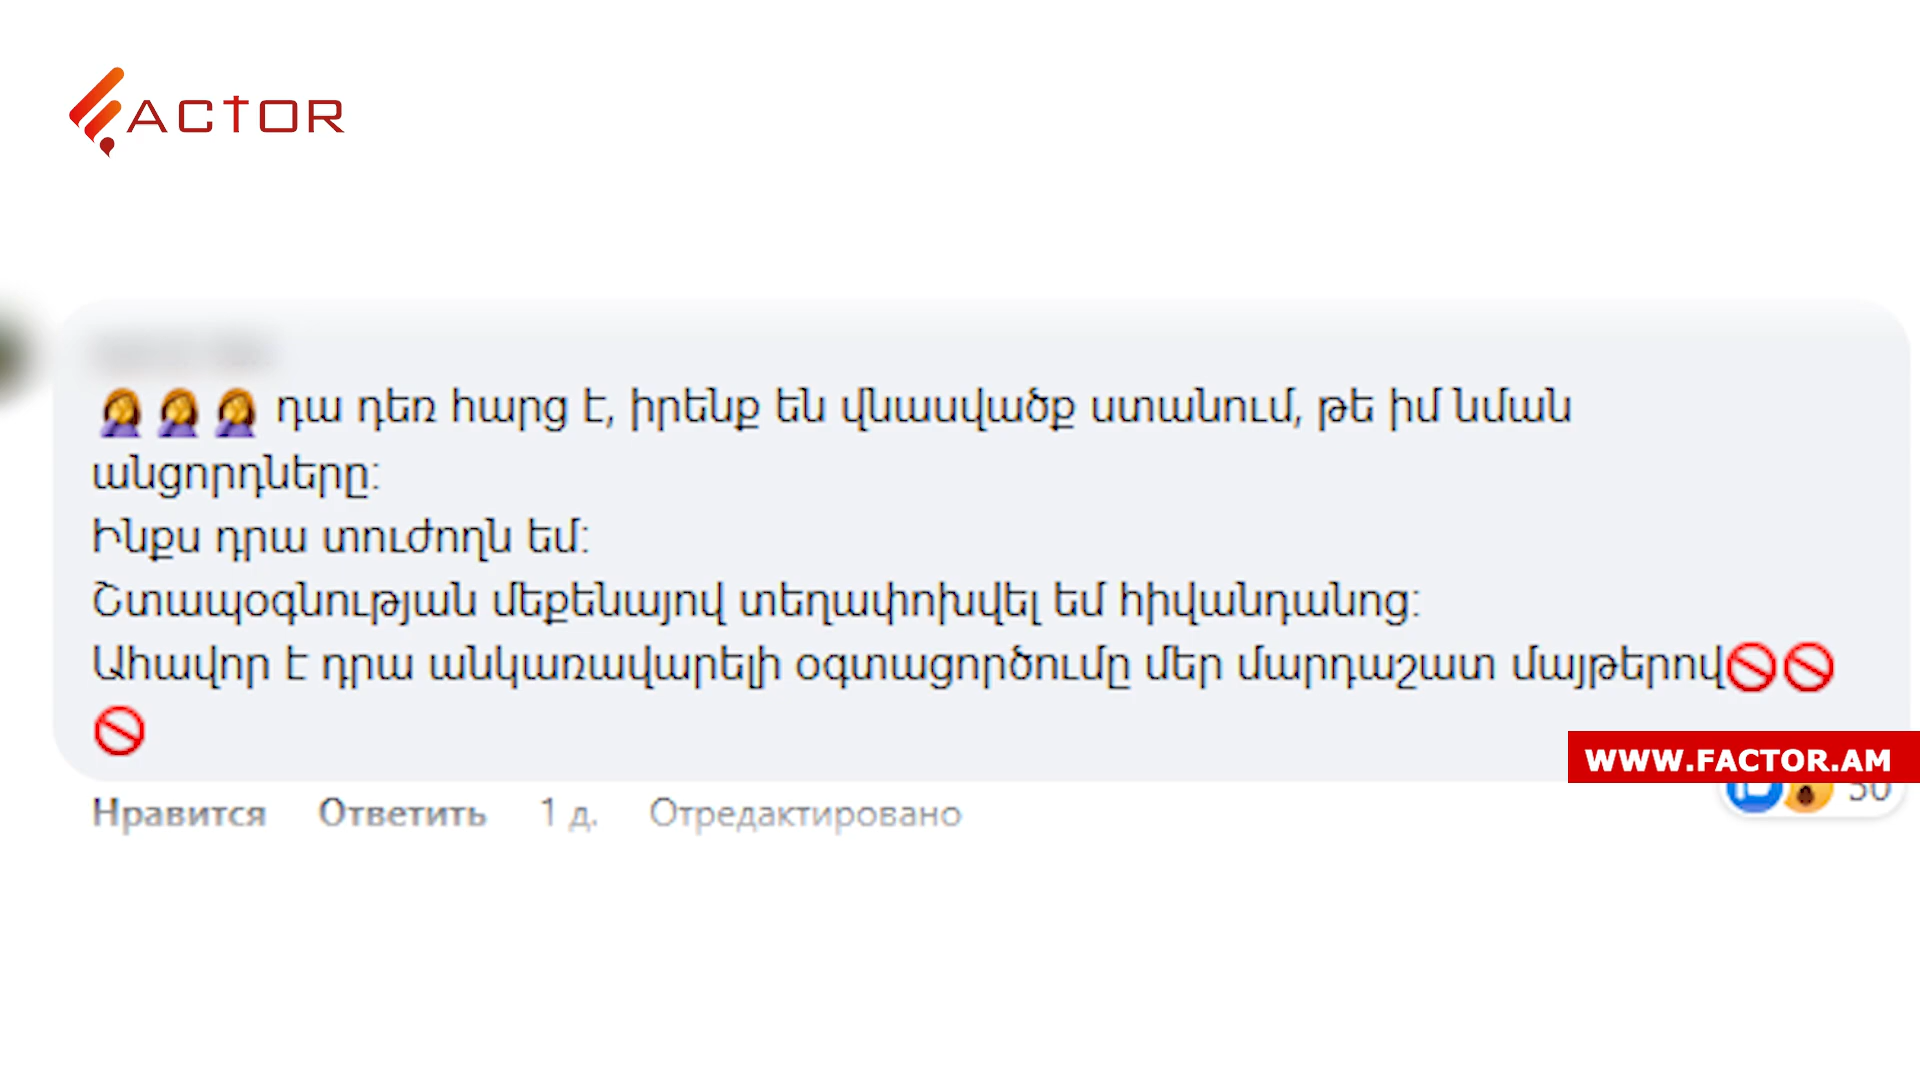 ACTOR
🤦‍♀️🤦‍♀️🤦‍♀️ դա դեռ հարց է, իրենք են վնասվածք ստանում, թե իմ նման
անցորդները:
Ինքս դրա տուժողն եմ:
Շտապօգնության մեքենայով տեղափոխվել եմ հիվանդանոց:
Ահավոր է դրա անկառավարելի օգտացործումը մեր մարդաշատ մայթերով🚫🚫
🚫
WWW.FACTOR.AM
Нравится Ответить 1 д. Отредактировано